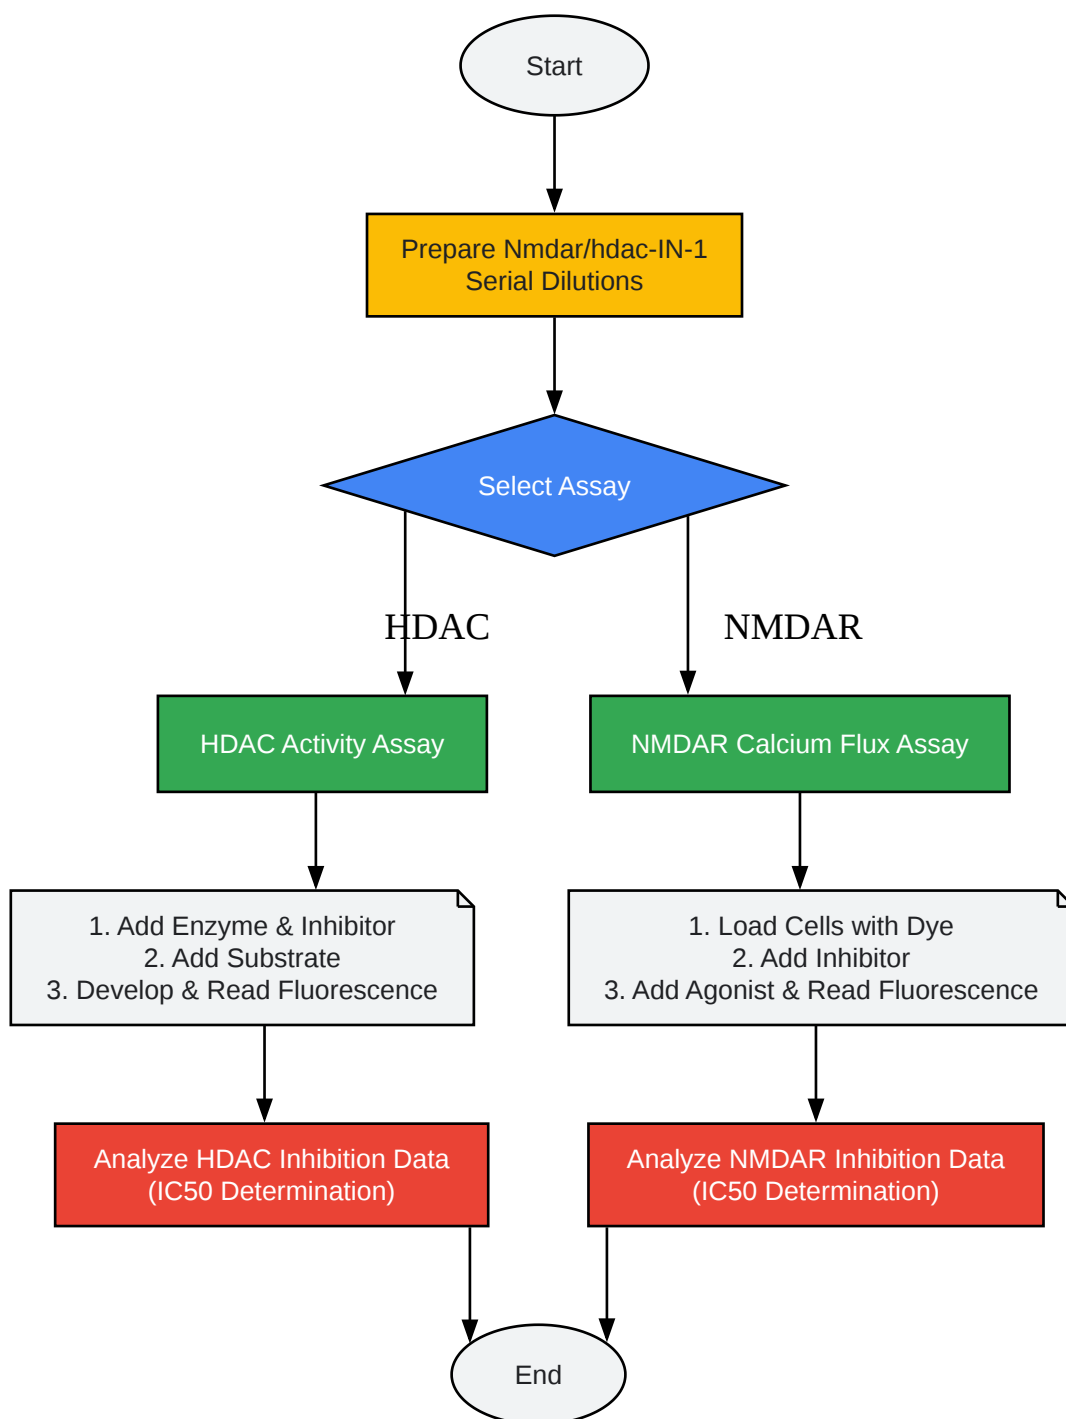 Start
Prepare Nmdar/hdac-IN-1
Serial Dilutions
Select Assay
HDAC
NMDAR
HDAC Activity Assay
NMDAR Calcium Flux Assay
1. Add Enzyme & Inhibitor
2. Add Substrate
3. Develop & Read Fluorescence
1. Load Cells with Dye
2. Add Inhibitor
3. Add Agonist & Read Fluorescence
Analyze HDAC Inhibition Data
(IC50 Determination)
Analyze NMDAR Inhibition Data
(IC50 Determination)
End